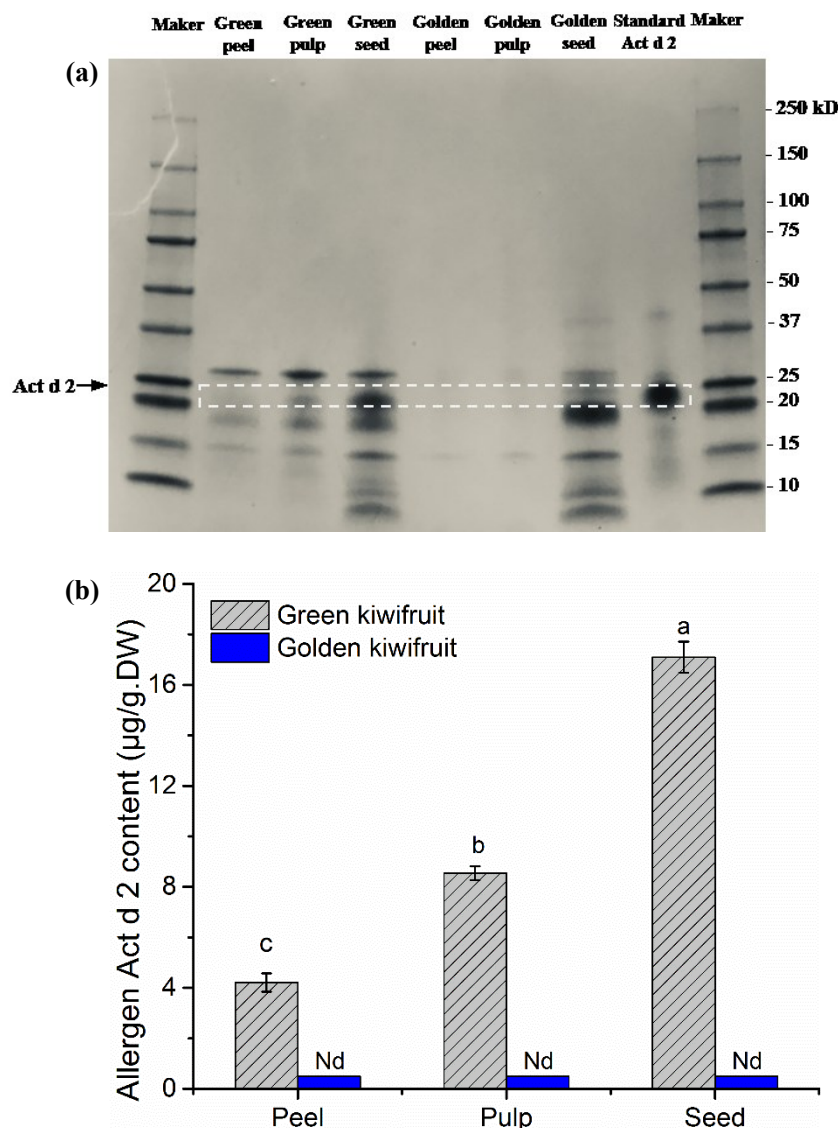 Maker Green peel Green pulp Green seed Golden peel Golden pulp Golden seed Standard Act d 2 Maker
(a)
250 kD
150
100
75
50
37
Act d 2
25
20
15
10
(b)
20
Green kiwifruit
Golden kiwifruit
a
16
12
b
8
c
4
Nd
Nd
Nd
0
Allergen Act d 2 content (µg/g.DW)
Peel Pulp Seed